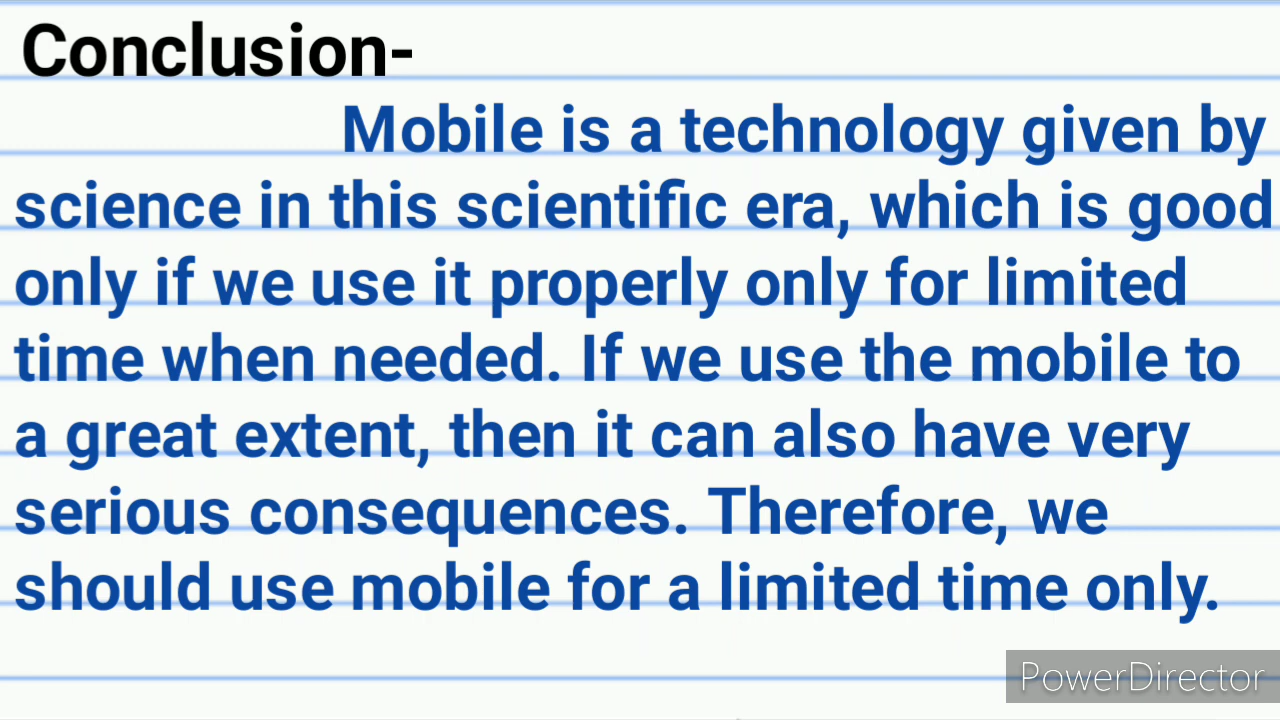 Conclusion-
Mobile is a technology given by
science in this scientific era, which is good
only if we use it properly only for limited
time when needed. If we use the mobile to
a great extent, then it can also have very
serious consequences. Therefore, we
should use mobile for a limited time only.
PowerDirector